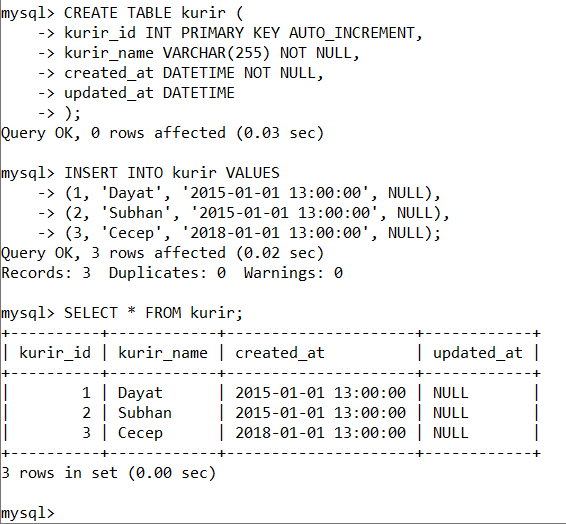 mysql> CREATE TABLE kurir (
    -> kurir_id INT PRIMARY KEY AUTO_INCREMENT,
    -> kurir_name VARCHAR(255) NOT NULL,
    -> created_at DATETIME NOT NULL,
    -> updated_at DATETIME
    -> );
Query OK, 0 rows affected (0.03 sec)

mysql> INSERT INTO kurir VALUES
    -> (1, 'Dayat', '2015-01-01 13:00:00', NULL),
    -> (2, 'Subhan', '2015-01-01 13:00:00', NULL),
    -> (3, 'Cecep', '2018-01-01 13:00:00', NULL);
Query OK, 3 rows affected (0.02 sec)
Records: 3  Duplicates: 0  Warnings: 0

mysql> SELECT * FROM kurir;
+----------+------------+---------------------+------------+
| kurir_id | kurir_name | created_at          | updated_at |
+----------+------------+---------------------+------------+
|        1 | Dayat      | 2015-01-01 13:00:00 | NULL       |
|        2 | Subhan     | 2015-01-01 13:00:00 | NULL       |
|        3 | Cecep      | 2018-01-01 13:00:00 | NULL       |
+----------+------------+---------------------+------------+
3 rows in set (0.00 sec)

mysql>